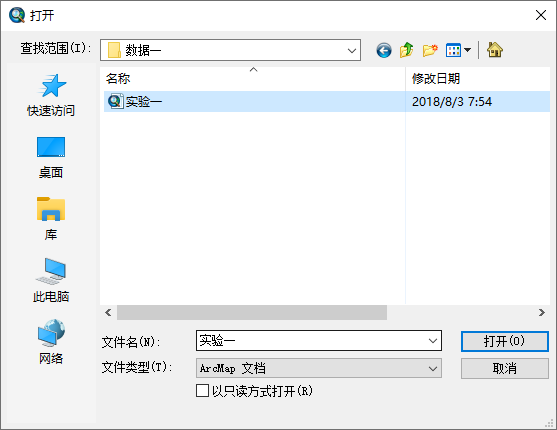 打开
查找范围(I):
数据一
快速访问
桌面
库
此电脑
网络
名称
修改日期
实验一
2018/8/3 7:54
文件名(N):
实验一
打开(O)
文件类型(T):
ArcMap 文档
取消
以只读方式打开(R)